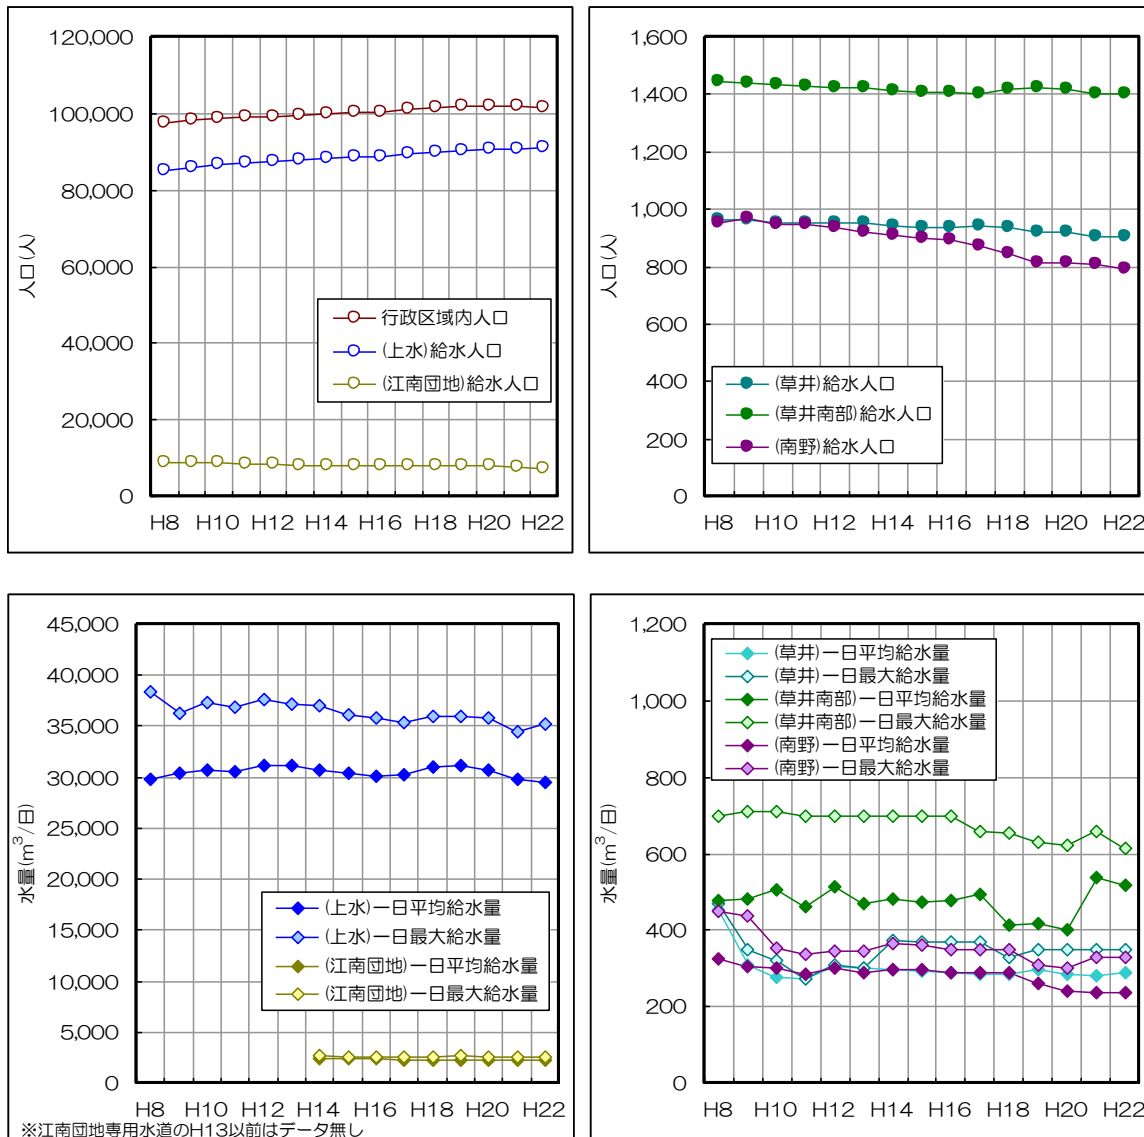 120,000
100,000
80,000
60,000
40,000
20,000
0
人口(人)
行政区域内人口
(上水)給水人口
(江南団地)給水人口
H8 H10 H12 H14 H16 H18 H20 H22
1,600
1,400
1,200
1,000
800
600
400
200
0
人口(人)
(草井)給水人口
(草井南部)給水人口
(南野)給水人口
H8 H10 H12 H14 H16 H18 H20 H22
45,000
40,000
35,000
30,000
25,000
20,000
15,000
10,000
5,000
0
水量(m³/日)
(上水)一日平均給水量
(上水)一日最大給水量
(江南団地)一日平均給水量
(江南団地)一日最大給水量
H8 H10 H12 H14 H16 H18 H20 H22
※江南団地専用水道のH13以前はデータ無し
1,200
1,000
800
600
400
200
0
水量(m³/日)
(草井)一日平均給水量
(草井)一日最大給水量
(草井南部)一日平均給水量
(草井南部)一日最大給水量
(南野)一日平均給水量
(南野)一日最大給水量
H8 H10 H12 H14 H16 H18 H20 H22